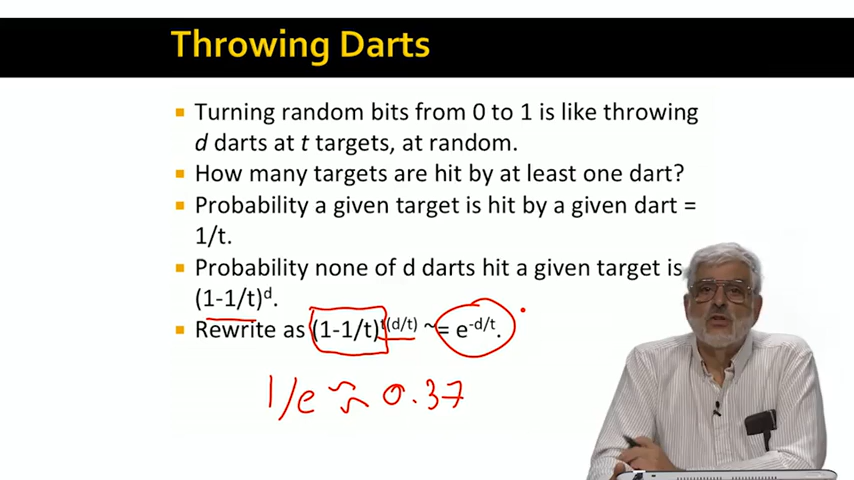 Throwing Darts
Turning random bits from 0 to 1 is like throwing
d darts at t targets, at random.
How many targets are hit by at least one dart?
Probability a given target is hit by a given dart =
1/t.
Probability none of d darts hit a given target is
(1-1/t)ᵈ.
Rewrite as (1-1/t)ᵗ⁽ᵈ/ᵗ⁾ ~= e⁻ᵈ/ᵗ.
1/e ≈ 0.37